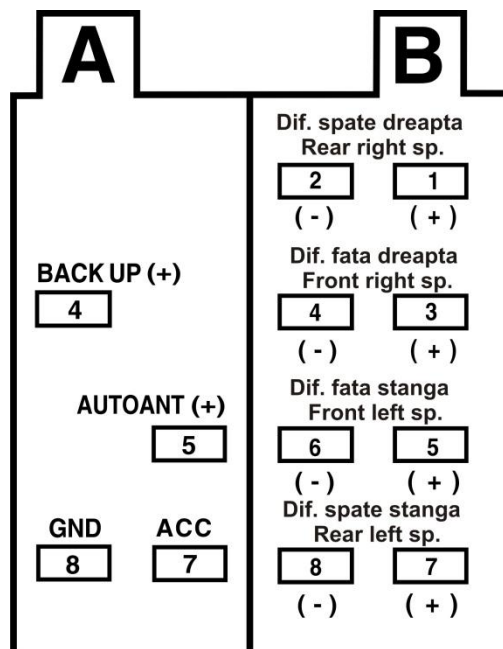 A
BACK UP (+)
4
AUTOANT (+)
5
GND ACC
8 7
B
Dif. spate dreapta
Rear right sp.
2 1
(-) (+)
Dif. fata dreapta
Front right sp.
4 3
(-) (+)
Dif. fata stanga
Front left sp.
6 5
(-) (+)
Dif. spate stanga
Rear left sp.
8 7
(-) (+)